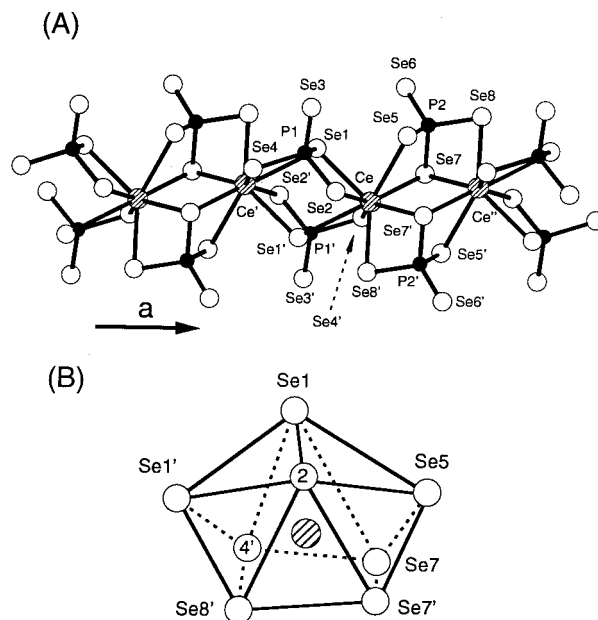 (A)
Se6
Se3
P2
Se8
Se5
P1
Se1
Se4
Ce
Se7
Se2'
Se2
Ce'
Ce"
Se7'
Se1'
P1'
Se5'
Se8'
P2'
Se3'
Se6'
a
Se4'
(B)
Se1
Se1'
2
Se5
4'
Se7
Se8'
Se7'